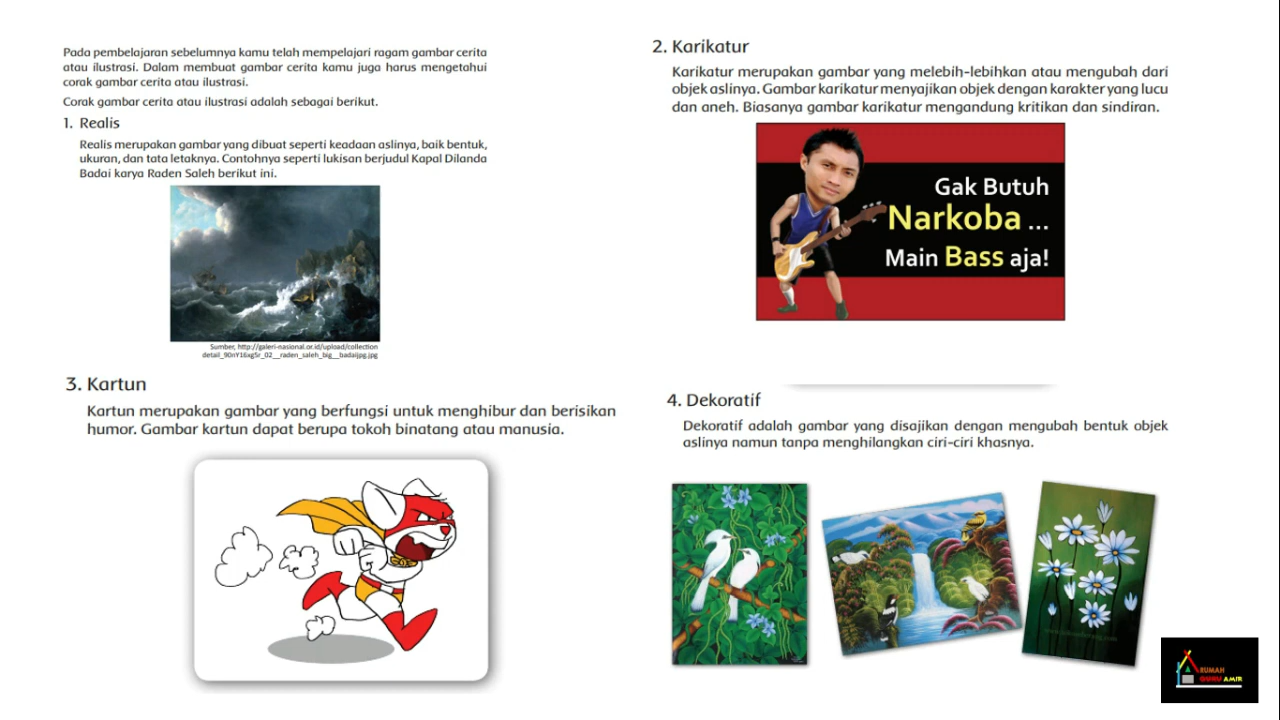 Pada pembelajaran sebelumnya kamu telah mempelajari ragam gambar cerita
atau ilustrasi. Dalam membuat gambar cerita kamu juga harus mengetahui
corak gambar cerita atau ilustrasi.
Corak gambar cerita atau ilustrasi adalah sebagai berikut.
1. Realis
Realis merupakan gambar yang dibuat seperti keadaan aslinya, baik bentuk,
ukuran, dan tata letaknya. Contohnya seperti lukisan berjudul Kapal Dilanda
Badai karya Raden Saleh berikut ini.
Sumber, http://galeri-nasional.or.id/upload/collection
detail_90nY16xgSr_02__raden_saleh_big__badaijpg.jpg
2. Karikatur
Karikatur merupakan gambar yang melebih-lebihkan atau mengubah dari
objek aslinya. Gambar karikatur menyajikan objek dengan karakter yang lucu
dan aneh. Biasanya gambar karikatur mengandung kritikan dan sindiran.
Gak Butuh
Narkoba ...
Main Bass aja!
3. Kartun
Kartun merupakan gambar yang berfungsi untuk menghibur dan berisikan
humor. Gambar kartun dapat berupa tokoh binatang atau manusia.
4. Dekoratif
Dekoratif adalah gambar yang disajikan dengan mengubah bentuk objek
aslinya namun tanpa menghilangkan ciri-ciri khasnya.
RUMAH
GURU AMIR